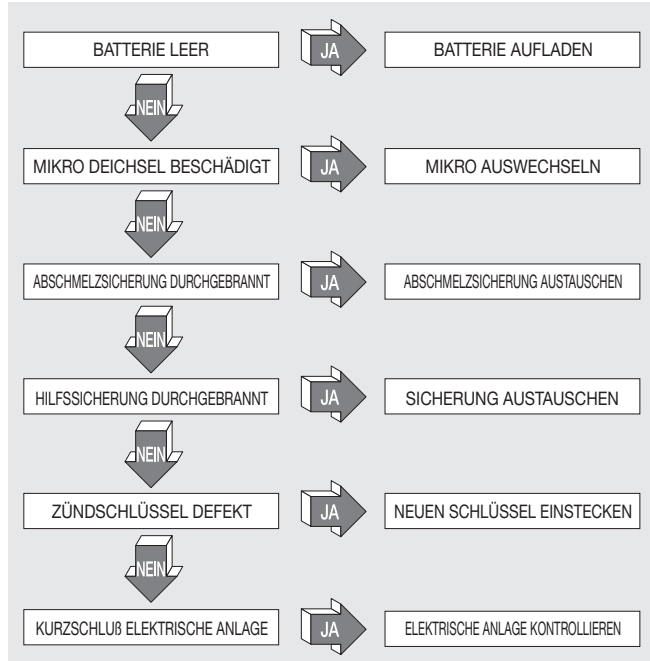 BATTERIE LEER
JA
BATTERIE AUFLADEN
NEIN
MIKRO DEICHSEL BESCHÄDIGT
JA
MIKRO AUSWECHSELN
NEIN
ABSCHMELZSICHERUNG DURCHGEBRANNT
JA
ABSCHMELZSICHERUNG AUSTAUSCHEN
NEIN
HILFSSICHERUNG DURCHGEBRANNT
JA
SICHERUNG AUSTAUSCHEN
NEIN
ZÜNDSCHLÜSSEL DEFEKT
JA
NEUEN SCHLÜSSEL EINSTECKEN
NEIN
KURZSCHLUß ELEKTRISCHE ANLAGE
JA
ELEKTRISCHE ANLAGE KONTROLLIEREN